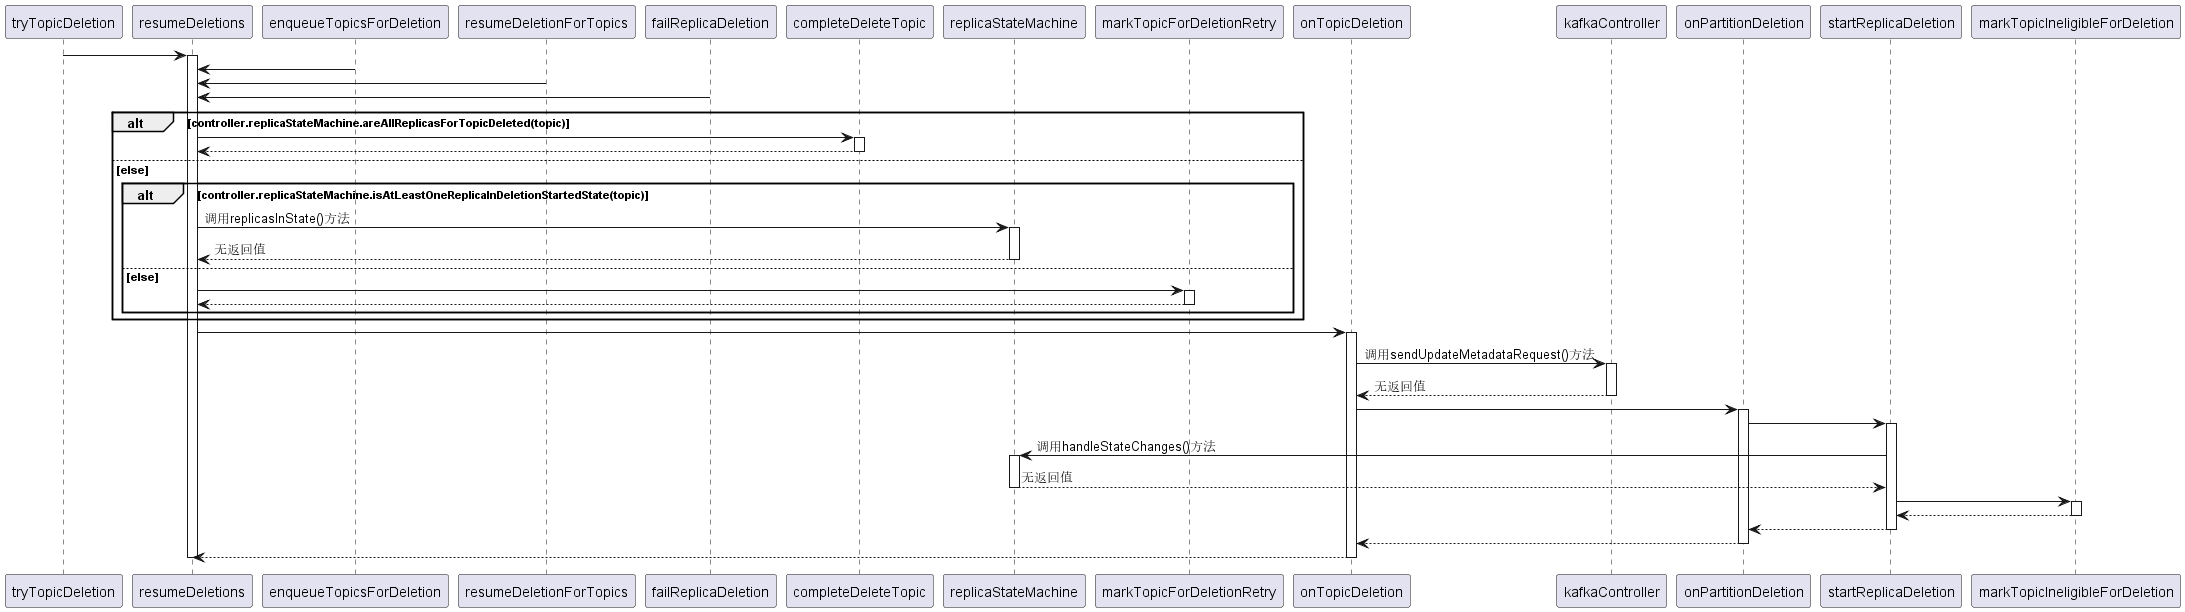 tryTopicDeletion
resumeDeletions
enqueueTopicsForDeletion
resumeDeletionForTopics
failReplicaDeletion
completeDeleteTopic
replicaStateMachine
markTopicForDeletionRetry
onTopicDeletion
kafkaController
onPartitionDeletion
startReplicaDeletion
markTopicIneligibleForDeletion
alt
[controller.replicaStateMachine.areAllReplicasForTopicDeleted(topic)]
[else]
alt
[controller.replicaStateMachine.isAtLeastOneReplicaInDeletionStartedState(topic)]
调用replicasInState()方法
无返回值
[else]
调用sendUpdateMetadataRequest()方法
无返回值
调用handleStateChanges()方法
无返回值
tryTopicDeletion
resumeDeletions
enqueueTopicsForDeletion
resumeDeletionForTopics
failReplicaDeletion
completeDeleteTopic
replicaStateMachine
markTopicForDeletionRetry
onTopicDeletion
kafkaController
onPartitionDeletion
startReplicaDeletion
markTopicIneligibleForDeletion